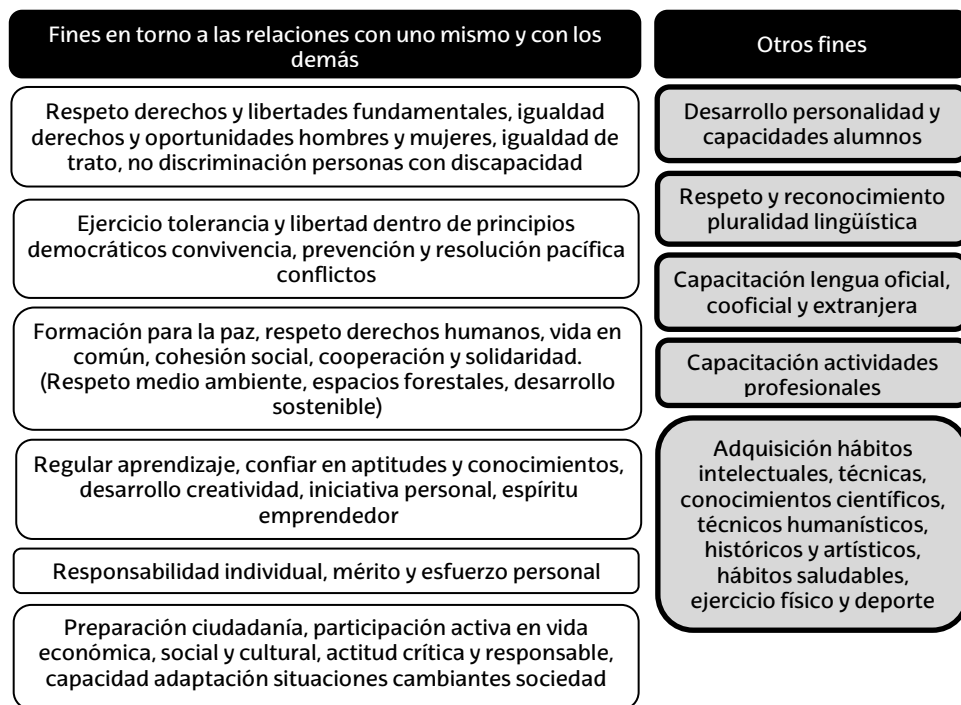 Fines en torno a las relaciones con uno mismo y con los
demás
Respeto derechos y libertades fundamentales, igualdad
derechos y oportunidades hombres y mujeres, igualdad de
trato, no discriminación personas con discapacidad
Ejercicio tolerancia y libertad dentro de principios
democráticos convivencia, prevención y resolución pacífica
conflictos
Formación para la paz, respeto derechos humanos, vida en
común, cohesión social, cooperación y solidaridad.
(Respeto medio ambiente, espacios forestales, desarrollo
sostenible)
Regular aprendizaje, confiar en aptitudes y conocimientos,
desarrollo creatividad, iniciativa personal, espíritu
emprendedor
Responsabilidad individual, mérito y esfuerzo personal
Preparación ciudadanía, participación activa en vida
económica, social y cultural, actitud crítica y responsable,
capacidad adaptación situaciones cambiantes sociedad
Otros fines
Desarrollo personalidad y
capacidades alumnos
Respeto y reconocimiento
pluralidad lingüística
Capacitación lengua oficial,
cooficial y extranjera
Capacitación actividades
profesionales
Adquisición hábitos
intelectuales, técnicas,
conocimientos científicos,
técnicos humanísticos,
históricos y artísticos,
hábitos saludables,
ejercicio físico y deporte